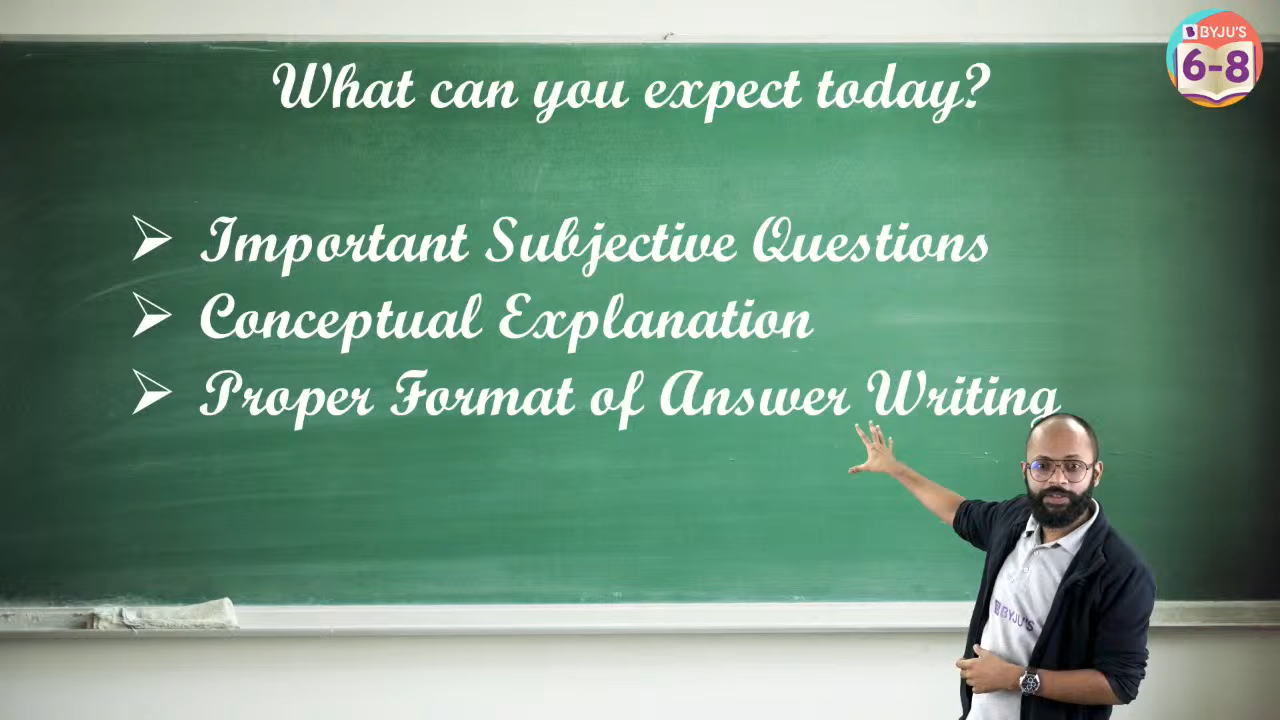 BYJU'S
6-8
What can you expect today?
Important Subjective Questions
Conceptual Explanation
Proper Format of Answer Writing
BYJU'S